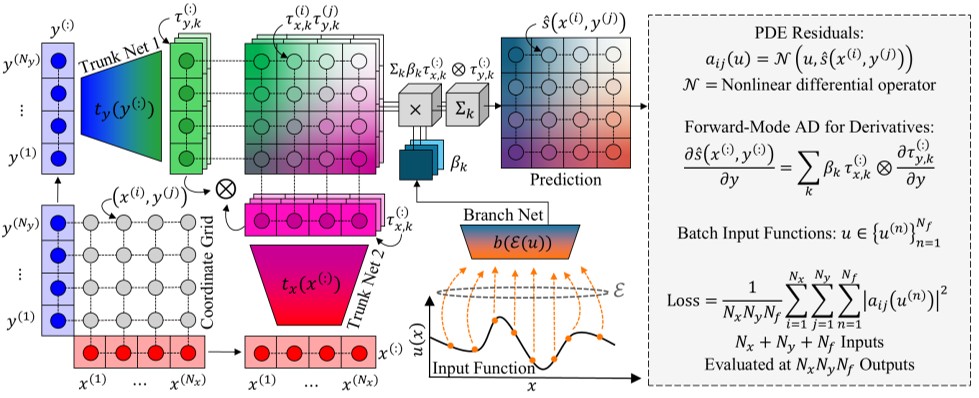 y^{(:)}
Trunk Net 1
τ_{y,k}^{(:)}
τ_{x,k}^{(i)} τ_{y,k}^{(j)}
ŝ(x^{(i)}, y^{(j)})
y^{(N_y)}
⋮
y^{(1)}
t_y(y^{(:)})
Σ_k β_k τ_{x,k}^{(:)} ⊗ τ_{y,k}^{(:)}
×
Σ_k
β_k
Prediction
⊗
(x^{(i)}, y^{(j)})
τ_{x,k}^{(:)}
y^{(N_y)}
⋮
y^{(1)}
Coordinate Grid
t_x(x^{(:)})
Trunk Net 2
Branch Net
b(ℰ(u))
ℰ
u(x)
Input Function
x
x^{(:)}
x^{(1)} ⋯ x^{(N_x)}
x^{(1)} ⋯ x^{(N_x)}
PDE Residuals:
a_{ij}(u) = 𝒩(u, ŝ(x^{(i)}, y^{(j)}))
𝒩 = Nonlinear differential operator
Forward-Mode AD for Derivatives:
∂ŝ(x^{(:)}, y^{(:)})/∂y = Σ_k β_k τ_{x,k}^{(:)} ⊗ ∂τ_{y,k}^{(:)}/∂y
Batch Input Functions: u ∈ {u^{(n)}}_{n=1}^{N_f}
Loss = 1/(N_x N_y N_f) Σ_{i=1}^{N_x} Σ_{j=1}^{N_y} Σ_{n=1}^{N_f} |a_{ij}(u^{(n)})|^2
N_x + N_y + N_f Inputs
Evaluated at N_x N_y N_f Outputs